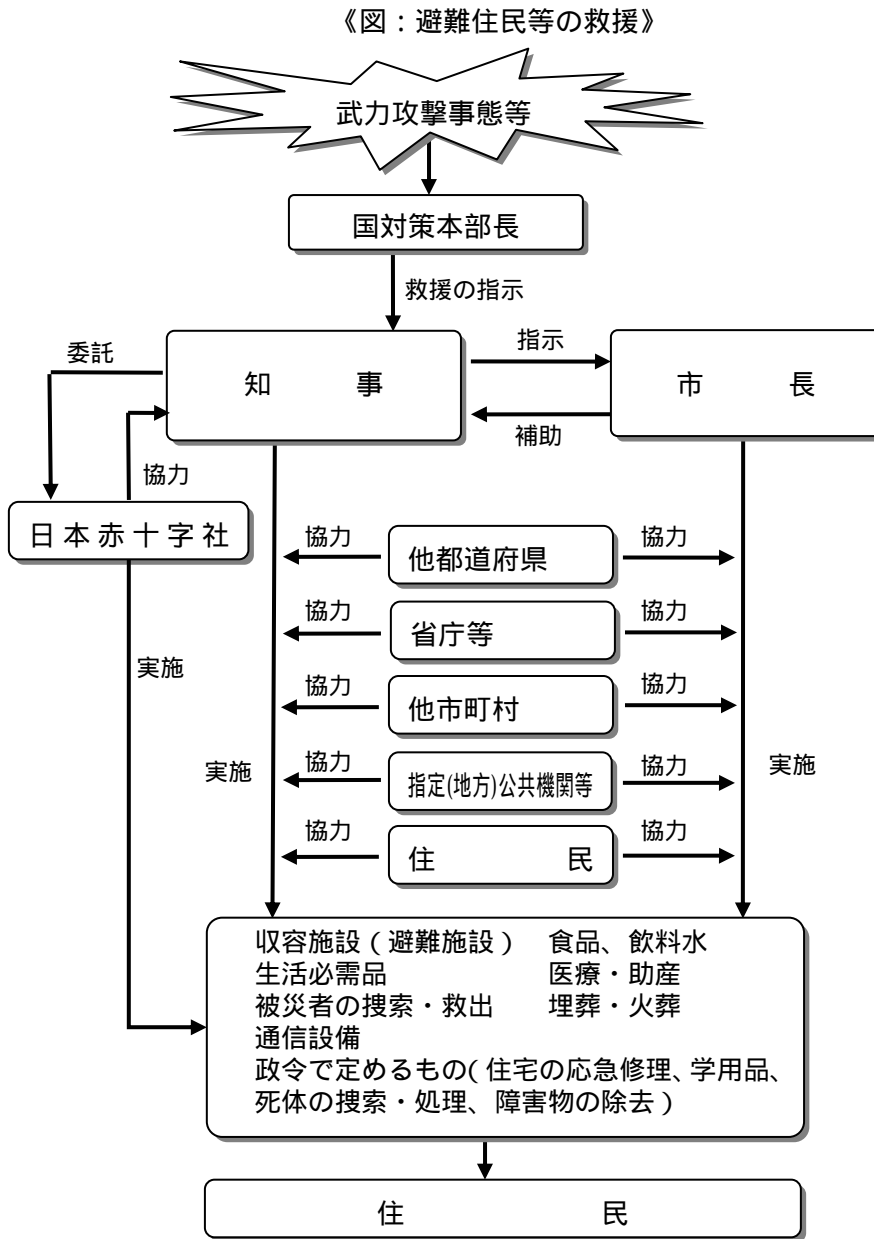 《図：避難住民等の救援》
武力攻撃事態等
国対策本部長
救援の指示
委託
知　　事
指示
市　　長
補助
協力
日本赤十字社
協力
他都道府県
協力
協力
省庁等
協力
実施
協力
他市町村
協力
実施
協力
指定(地方)公共機関等
協力
実施
協力
住　　民
協力
収容施設（避難施設）　食品、飲料水
生活必需品　医療・助産
被災者の捜索・救出　埋葬・火葬
通信設備
政令で定めるもの（住宅の応急修理、学用品、
死体の捜索・処理、障害物の除去）
住　　民